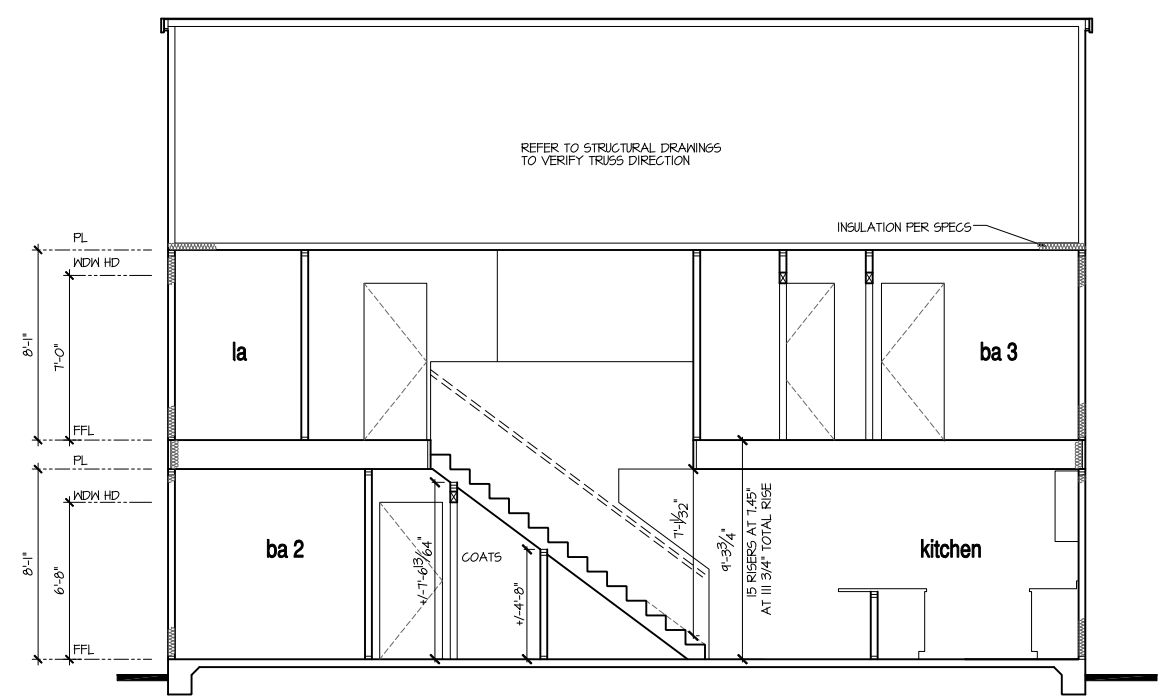 REFER TO STRUCTURAL DRAWINGS
TO VERIFY TRUSS DIRECTION
INSULATION PER SPECS
PL
WDW HD
8'-1"
7'-0"
la
ba 3
FFL
PL
WDW HD
8'-1"
6'-8"
ba 2
+/-7'-6 13/64"
COATS
+/-4'-8"
7'-1/32"
9'-3 3/4"
15 RISERS AT 7.45"
AT 111 3/4" TOTAL RISE
kitchen
FFL